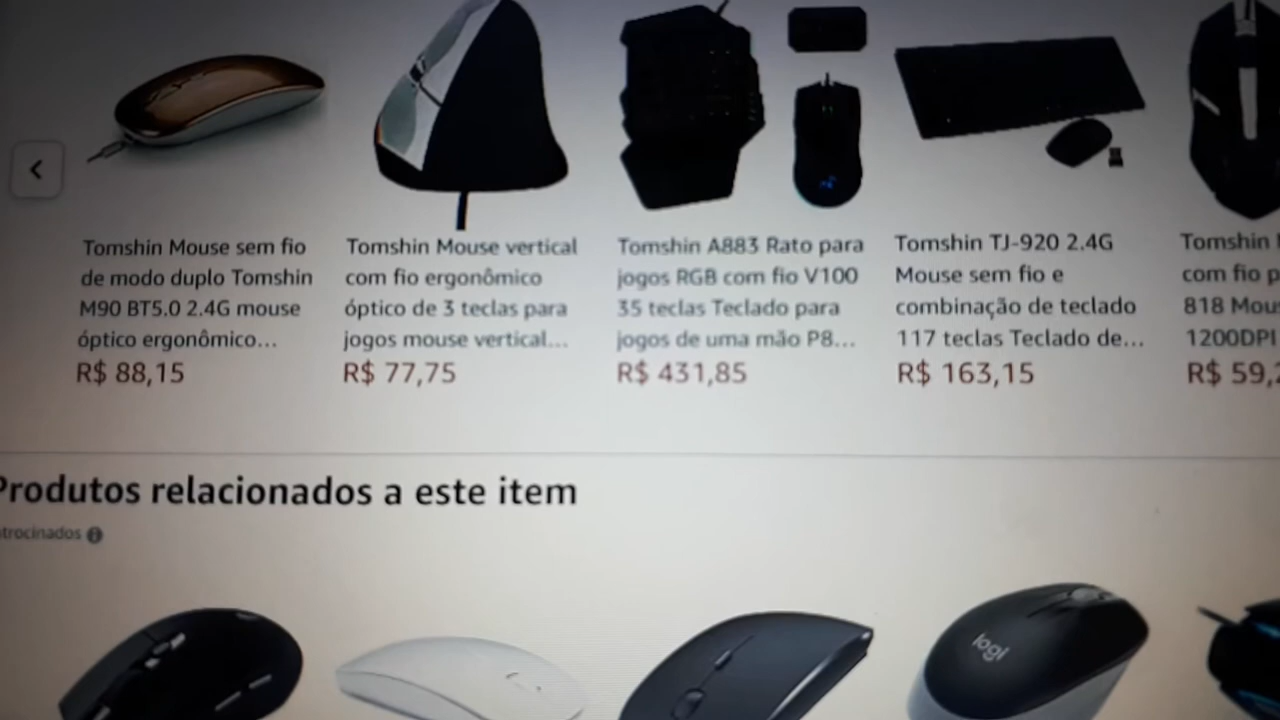 Tomshin Mouse sem fio
de modo duplo Tomshin
M90 BT5.0 2.4G mouse
óptico ergonômico...
R$ 88,15
Tomshin Mouse vertical
com fio ergonômico
óptico de 3 teclas para
jogos mouse vertical...
R$ 77,75
Tomshin A883 Rato para
jogos RGB com fio V100
35 teclas Teclado para
jogos de uma mão P8...
R$ 431,85
Tomshin TJ-920 2.4G
Mouse sem fio e
combinação de teclado
117 teclas Teclado de...
R$ 163,15
Tomshin
com fio
818
1200DPI
R$ 59,
Produtos relacionados a este item
logi